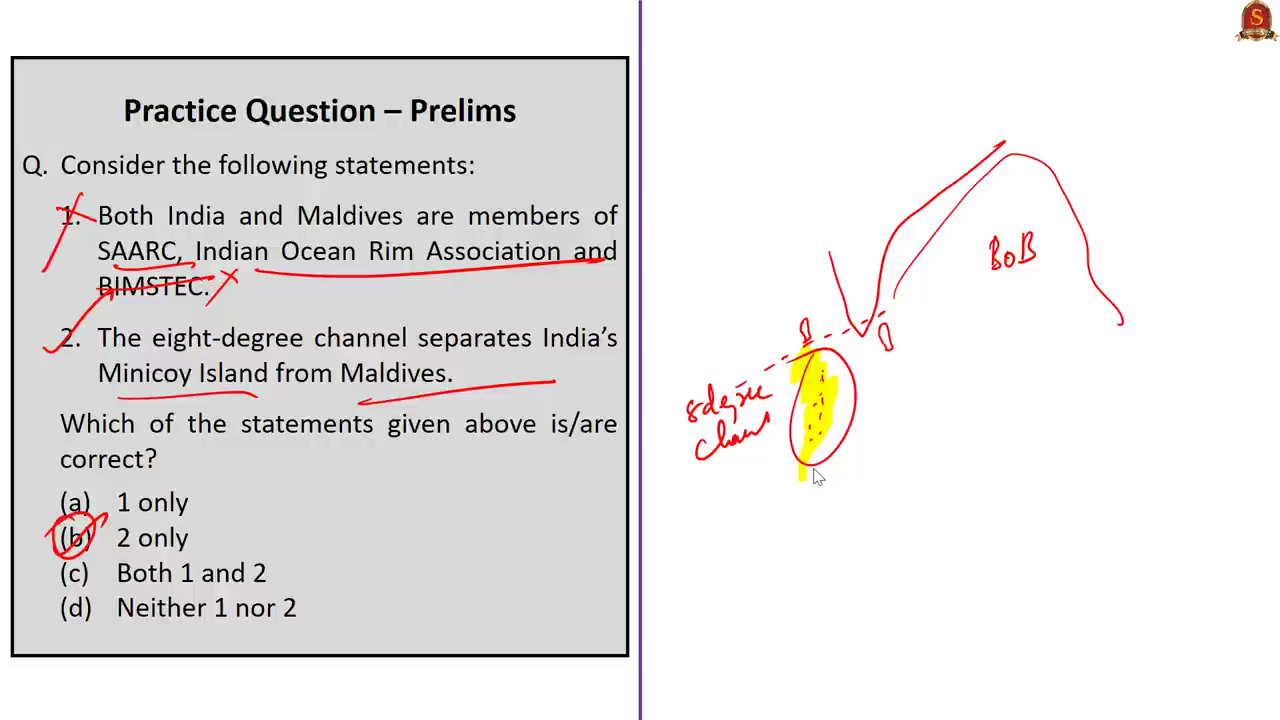 Practice Question – Prelims
Q. Consider the following statements:
1. Both India and Maldives are members of
SAARC, Indian Ocean Rim Association and
BIMSTEC.
2. The eight-degree channel separates India's
Minicoy Island from Maldives.
Which of the statements given above is/are
correct?
(a) 1 only
(b) 2 only
(c) Both 1 and 2
(d) Neither 1 nor 2
BoB
8 degree
S